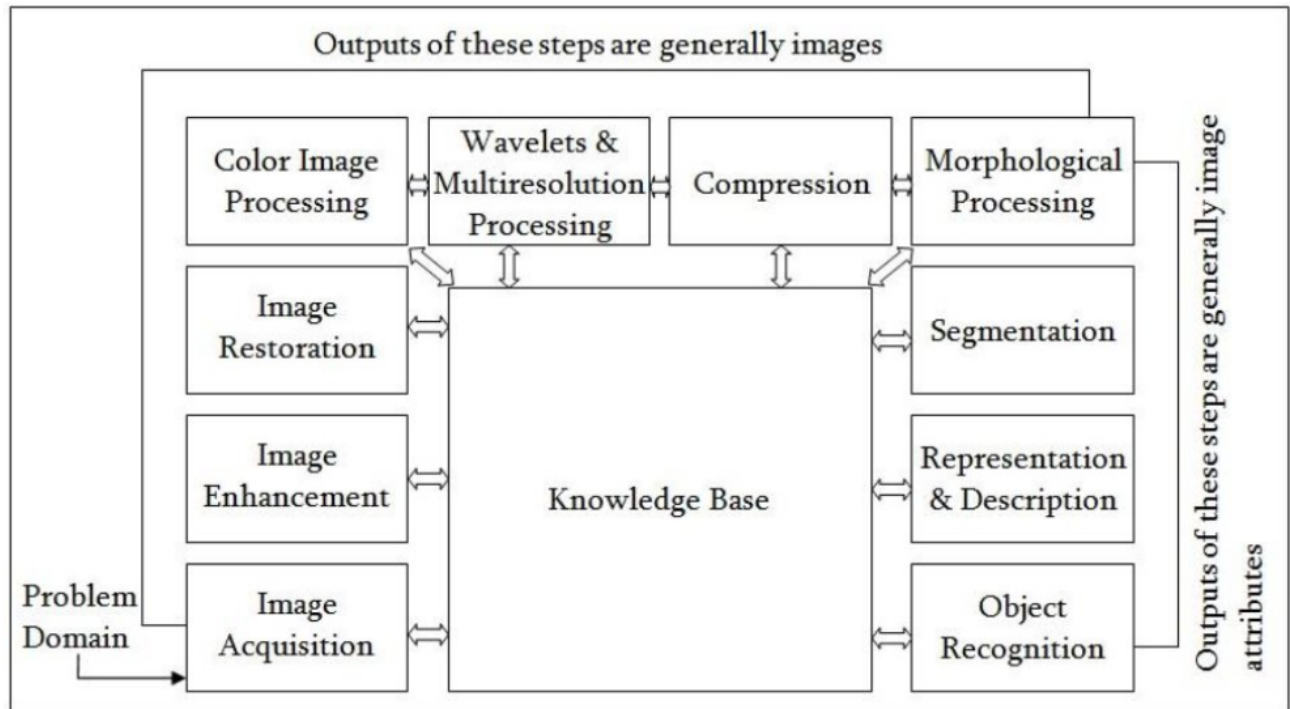 Outputs of these steps are generally images
Color Image
Processing
Wavelets &
Multiresolution
Processing
Compression
Morphological
Processing
Image
Restoration
Segmentation
Image
Enhancement
Knowledge Base
Representation
& Description
Problem
Domain
Image
Acquisition
Object
Recognition
Outputs of these steps are generally image
attributes